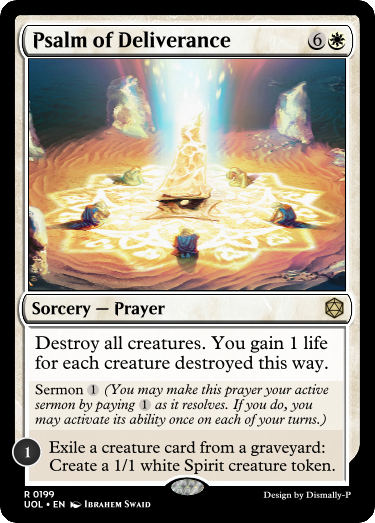 Psalm of Deliverance 6
Sorcery — Prayer
Destroy all creatures. You gain 1 life
for each creature destroyed this way.
Sermon 1 (You may make this prayer your active
sermon by paying 1 as it resolves. If you do, you
may activate its ability once on each of your turns.)
1 Exile a creature card from a graveyard:
Create a 1/1 white Spirit creature token.
R 0199
UOL • EN Ibrahem Swaid
Design by Dismally-P